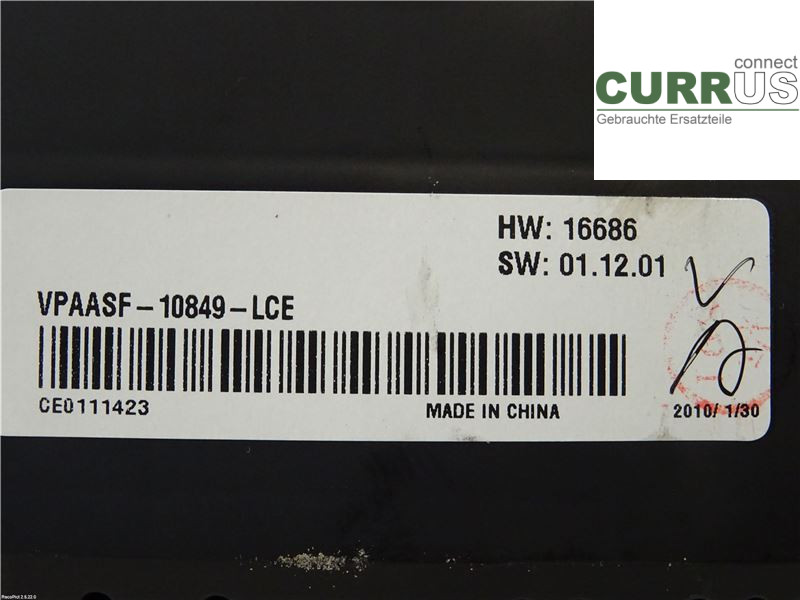 connect
CURRUS
Gebrauchte Ersatzteile
HW: 16686
SW: 01.12.01
VPAASF-10849-LCE
CE0111423
MADE IN CHINA
2010/ 1/30